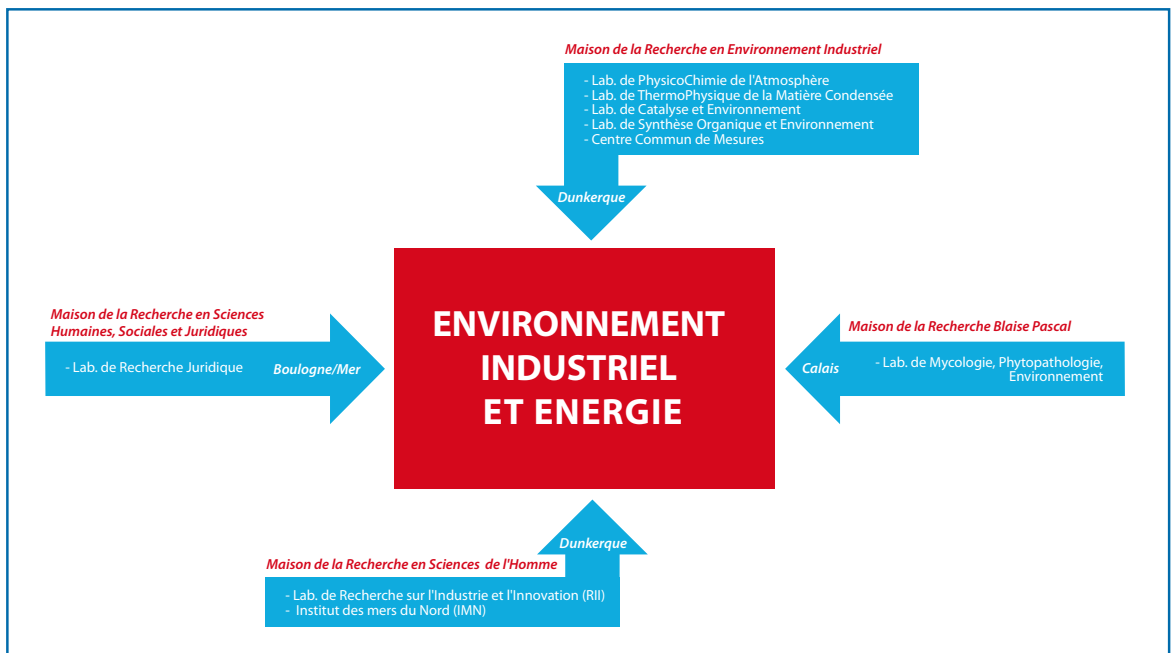 Maison de la Recherche en Environnement Industriel
- Lab. de PhysicoChimie de l'Atmosphère
- Lab. de ThermoPhysique de la Matière Condensée
- Lab. de Catalyse et Environnement
- Lab. de Synthèse Organique et Environnement
- Centre Commun de Mesures
Dunkerque
Maison de la Recherche en Sciences
Humaines, Sociales et Juridiques
- Lab. de Recherche Juridique
Boulogne/Mer
ENVIRONNEMENT
INDUSTRIEL
ET ENERGIE
Maison de la Recherche Blaise Pascal
Calais
- Lab. de Mycologie, Phytopathologie,
Environnement
Dunkerque
Maison de la Recherche en Sciences de l'Homme
- Lab. de Recherche sur l'Industrie et l'Innovation (RII)
- Institut des mers du Nord (IMN)